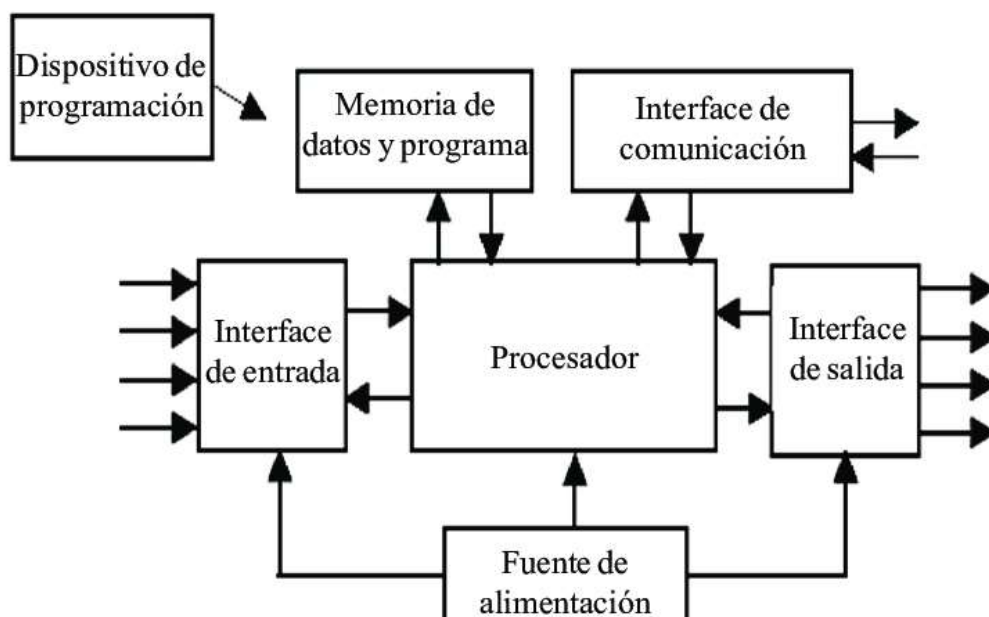 Dispositivo de
programación
Memoria de
datos y programa
Interface de
comunicación
Interface
de entrada
Procesador
Interface
de salida
Fuente de
alimentación